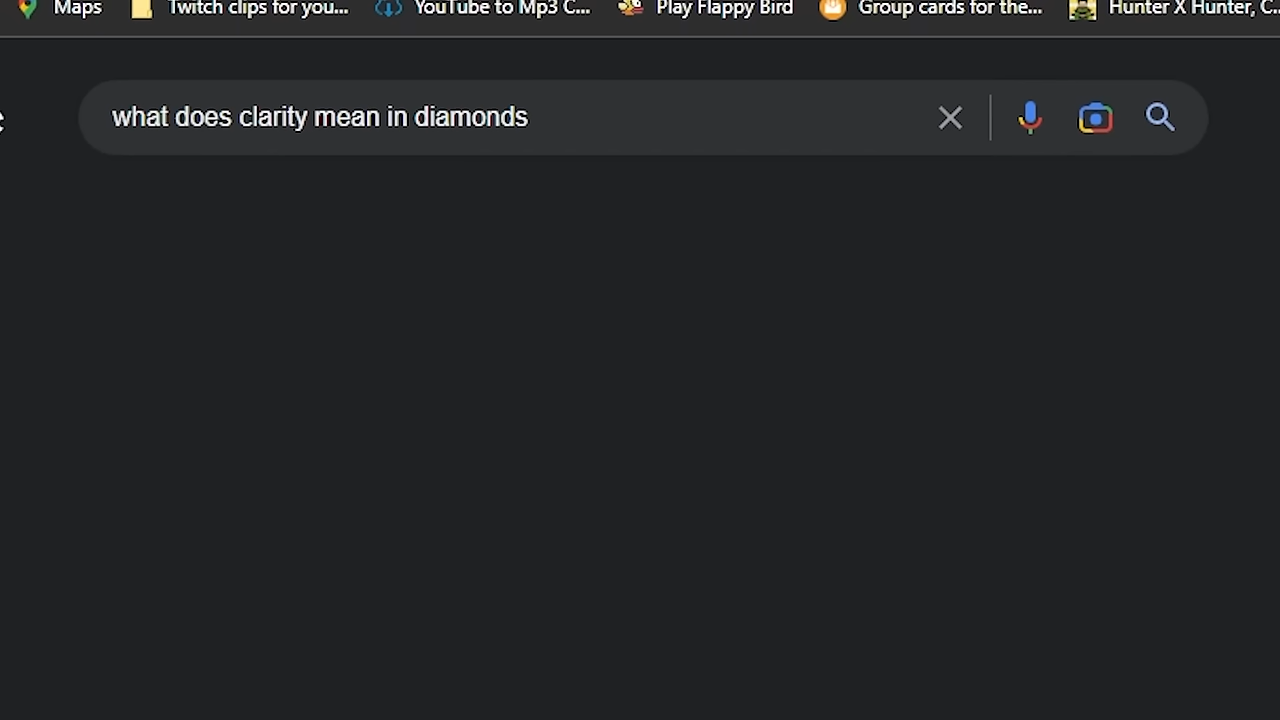 Maps Twitch clips for you... YouTube to Mp3 C... Play Flappy Bird Group cards for the... Hunter X Hunter, C...
what does clarity mean in diamonds